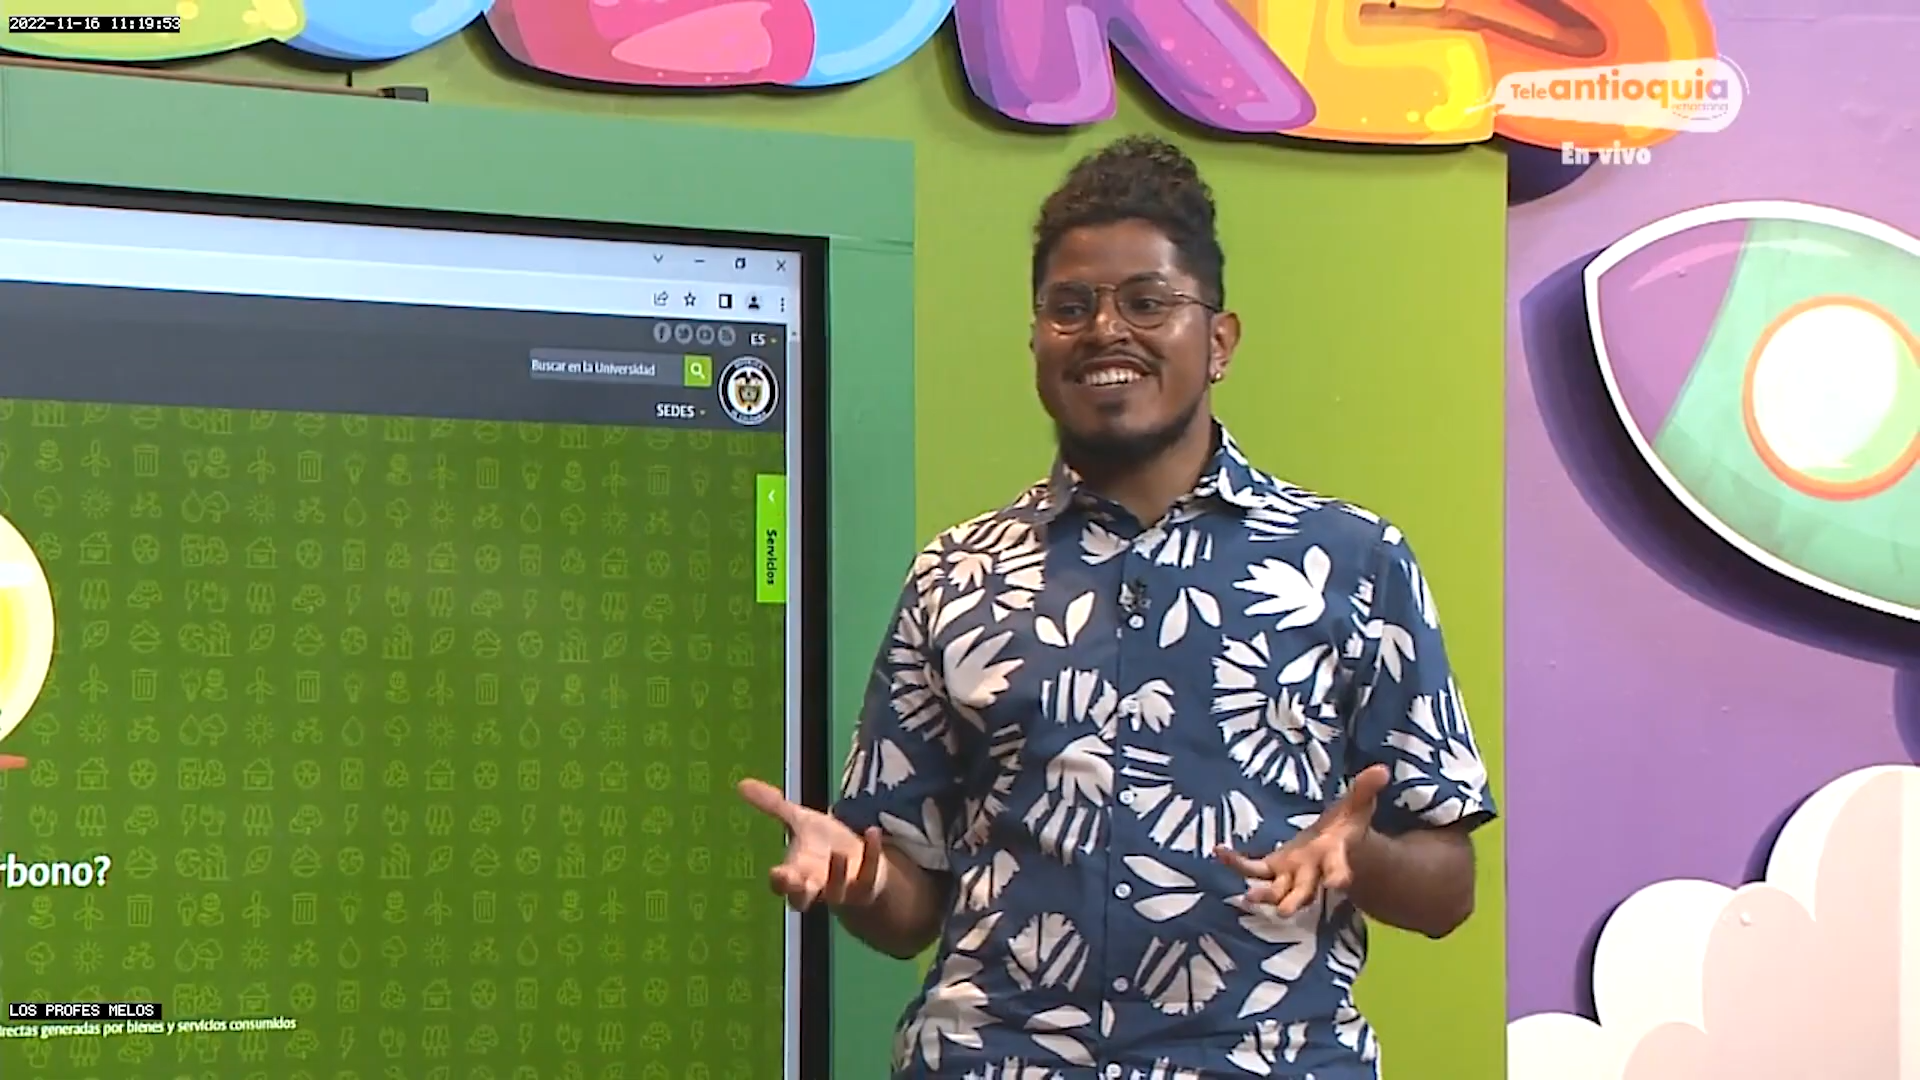 2022-11-16 11:19:53
Teleantioquia
En vivo
ES
Buscar en la Universidad
SEDES
Servicios
rbono?
LOS PROFES MELOS
rectas generadas por bienes y servicios consumidos